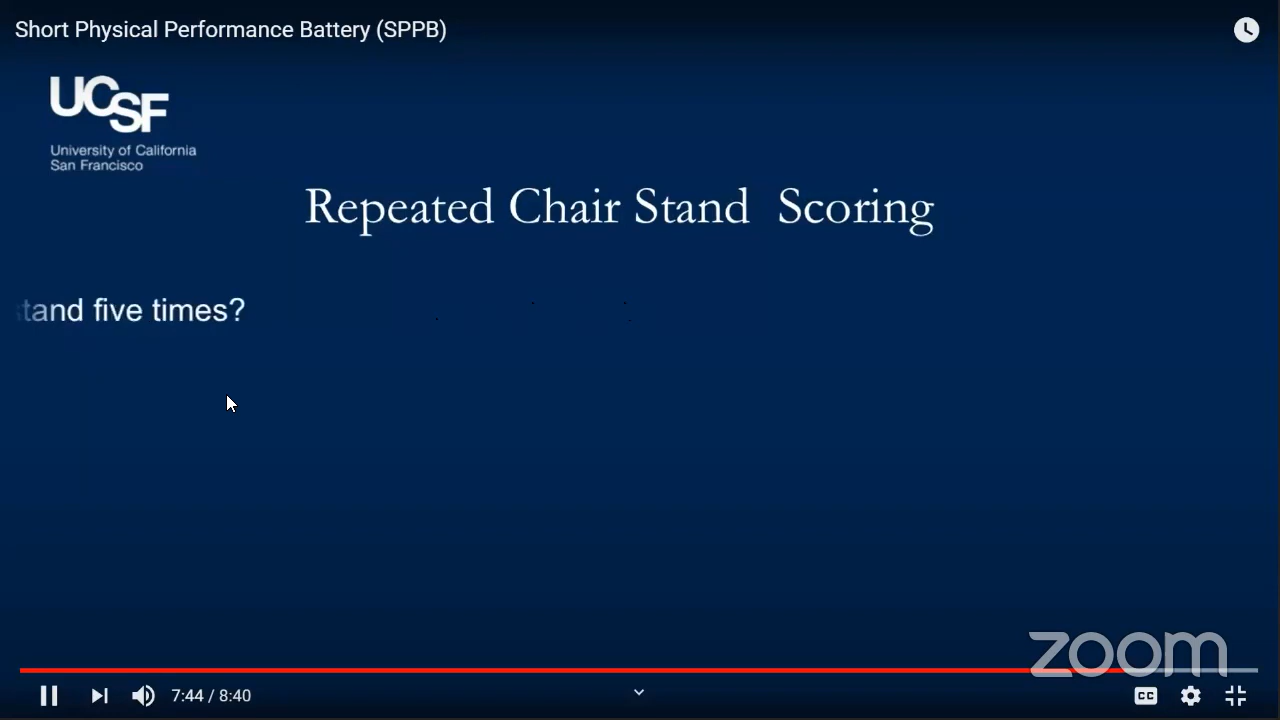 Short Physical Performance Battery (SPPB)
UCSF
University of California
San Francisco
Repeated Chair Stand Scoring
five times?
zoom
7:44 / 8:40
CC